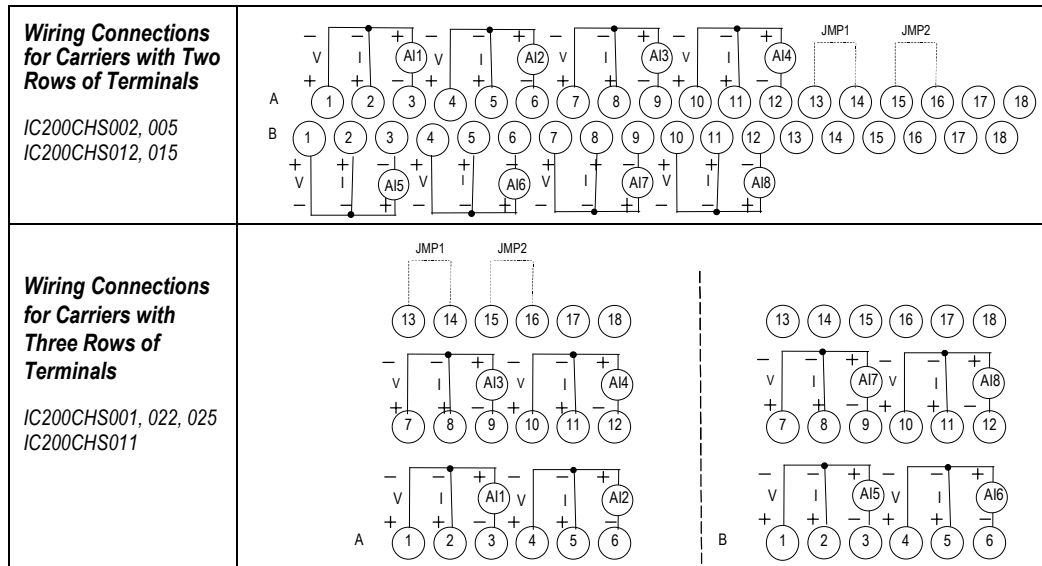 Wiring Connections
for Carriers with Two
Rows of Terminals
IC200CHS002, 005
IC200CHS012, 015
JMP1 JMP2
− − + − − + − − + − − +
V I AI1 V I AI2 V I AI3 V I AI4
+ + − + + − + + − + + −
A 1 2 3 4 5 6 7 8 9 10 11 12 13 14 15 16 17 18
B 1 2 3 4 5 6 7 8 9 10 11 12 13 14 15 16 17 18
+ + − + + − + + − + + −
V I AI5 V I AI6 V I AI7 V I AI8
− − + − − + − − + − − +
Wiring Connections
for Carriers with
Three Rows of
Terminals
IC200CHS001, 022, 025
IC200CHS011
JMP1 JMP2
13 14 15 16 17 18 13 14 15 16 17 18
− − + − − + − − + − − +
V I AI3 V I AI4 V I AI7 V I AI8
+ + − + + − + + − + + −
7 8 9 10 11 12 7 8 9 10 11 12
− − + − − + − − + − − +
V I AI1 V I AI2 V I AI5 V I AI6
+ + − + + − + + − + + −
A 1 2 3 4 5 6 B 1 2 3 4 5 6